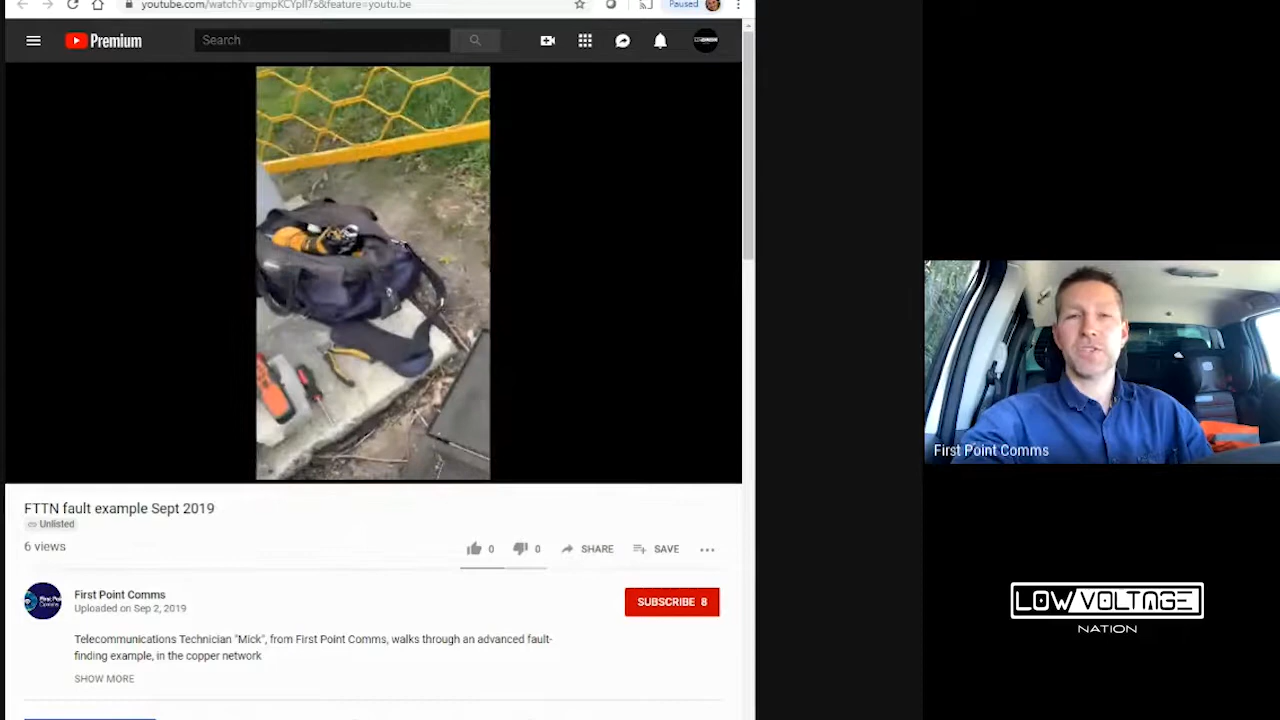 youtube.com/watch?v=gmpKCYpII7s&feature=youtu.be
Paused
Premium
Search
FTTN fault example Sept 2019
Unlisted
6 views
0
0
SHARE
SAVE
First Point Comms
Uploaded on Sep 2, 2019
SUBSCRIBE 8
Telecommunications Technician "Mick", from First Point Comms, walks through an advanced fault-
finding example, in the copper network
SHOW MORE
First Point Comms
LOW VOLTAGE
NATION